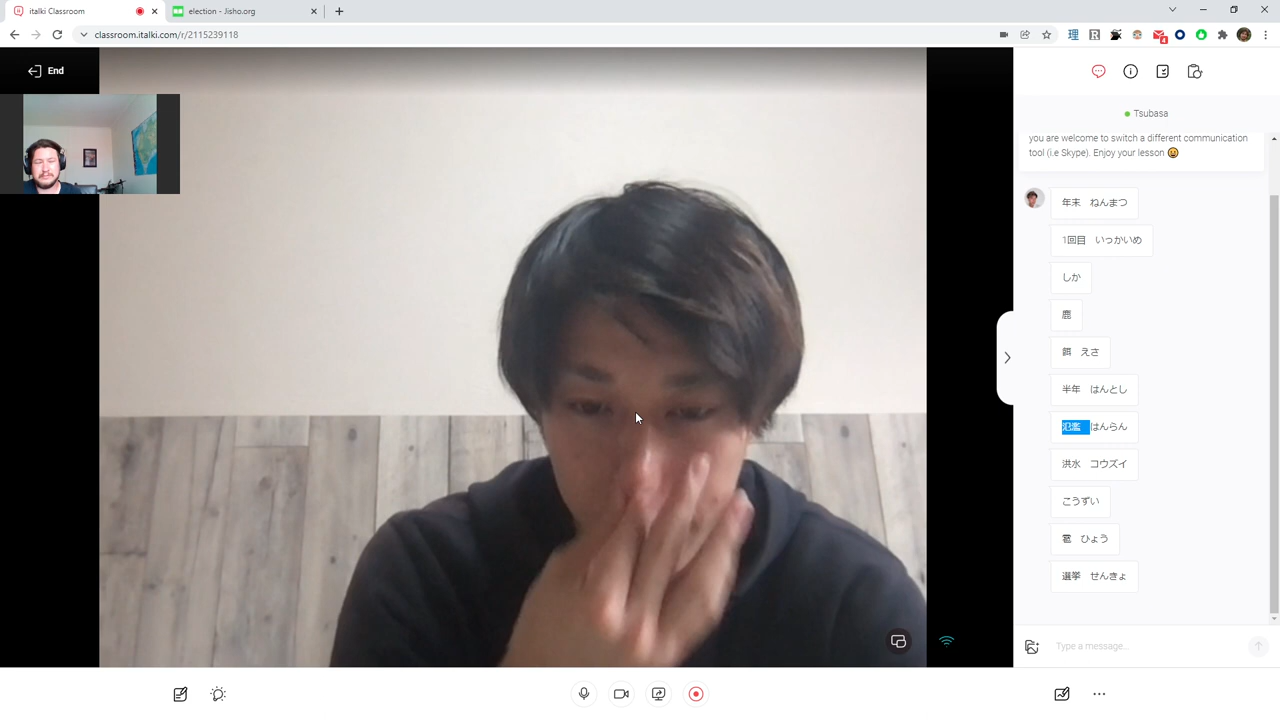 italki Classroom
election - Jisho.org
classroom.italki.com/r/2115239118
End
Tsubasa
you are welcome to switch a different communication
tool (i.e Skype). Enjoy your lesson 😀
年末 ねんまつ
1回目 いっかいめ
しか
鹿
餌 えさ
半年 はんとし
氾濫 はんらん
洪水 コウズイ
こうずい
雹 ひょう
選挙 せんきょ
Type a message...